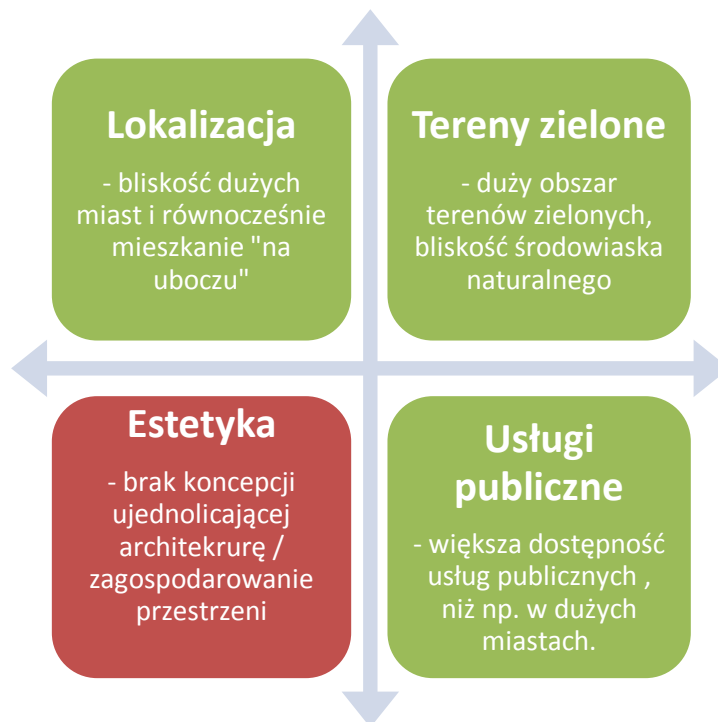 Lokalizacja
- bliskość dużych
miast i równocześnie
mieszkanie "na
uboczu"
Tereny zielone
- duży obszar
terenów zielonych,
bliskość środowiaska
naturalnego
Estetyka
- brak koncepcji
ujednolicającej
architekrurę /
zagospodarowanie
przestrzeni
Usługi
publiczne
- większa dostępność
usług publicznych ,
niż np. w dużych
miastach.